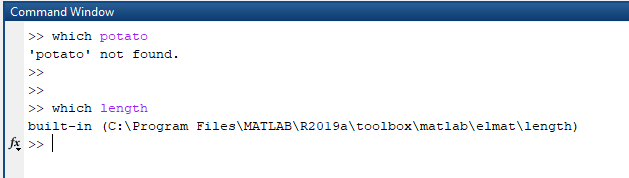 Command Window
>> which potato
'potato' not found.
>>
>>
>> which length
built-in (C:\Program Files\MATLAB\R2019a\toolbox\matlab\elmat\length)
fx >>